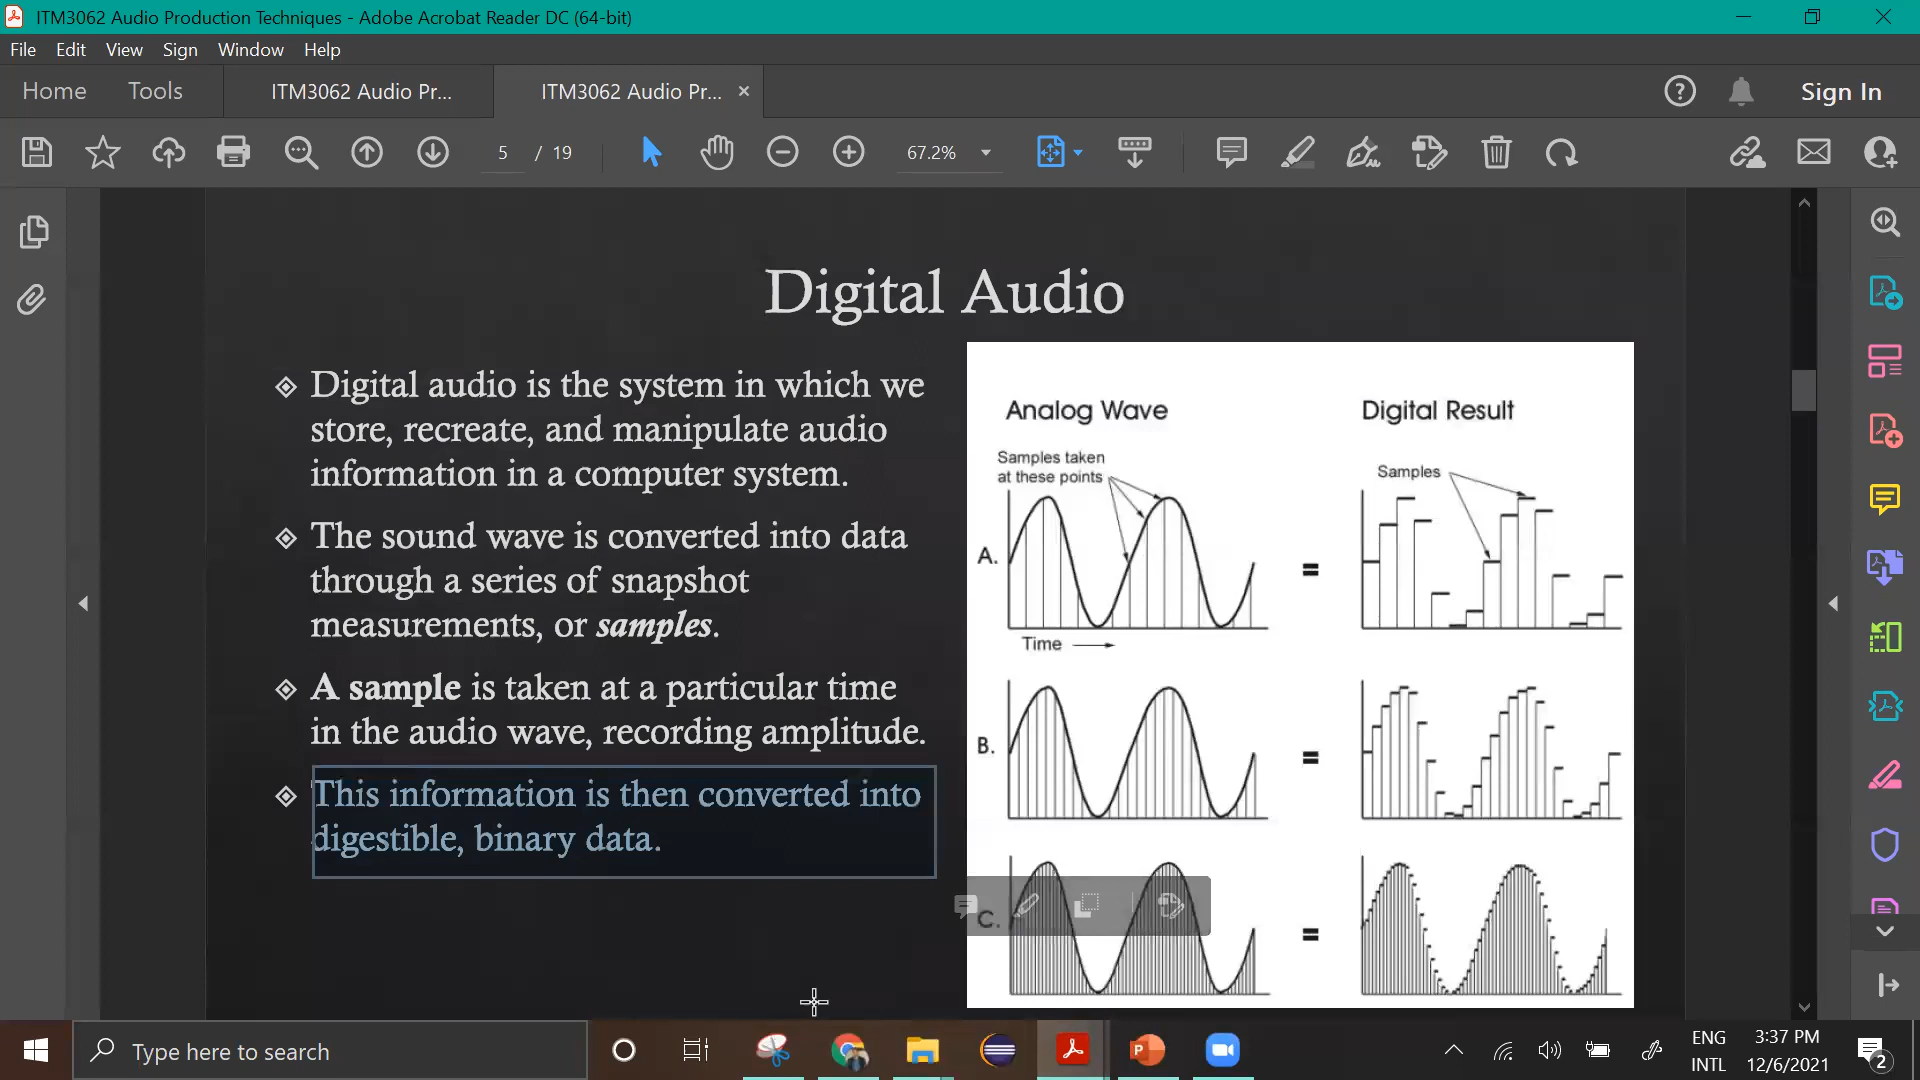 ITM3062 Audio Production Techniques - Adobe Acrobat Reader DC (64-bit)
File Edit View Sign Window Help
Home Tools ITM3062 Audio Pr... ITM3062 Audio Pr... × Sign In
5 / 19 67.2%
Digital Audio
Digital audio is the system in which we
store, recreate, and manipulate audio
information in a computer system.
The sound wave is converted into data
through a series of snapshot
measurements, or samples.
A sample is taken at a particular time
in the audio wave, recording amplitude.
This information is then converted into
digestible, binary data.
Analog Wave Digital Result
Samples taken
at these points
Samples
A. =
Time
B. =
C. =
Type here to search
ENG
INTL
3:37 PM
12/6/2021
2